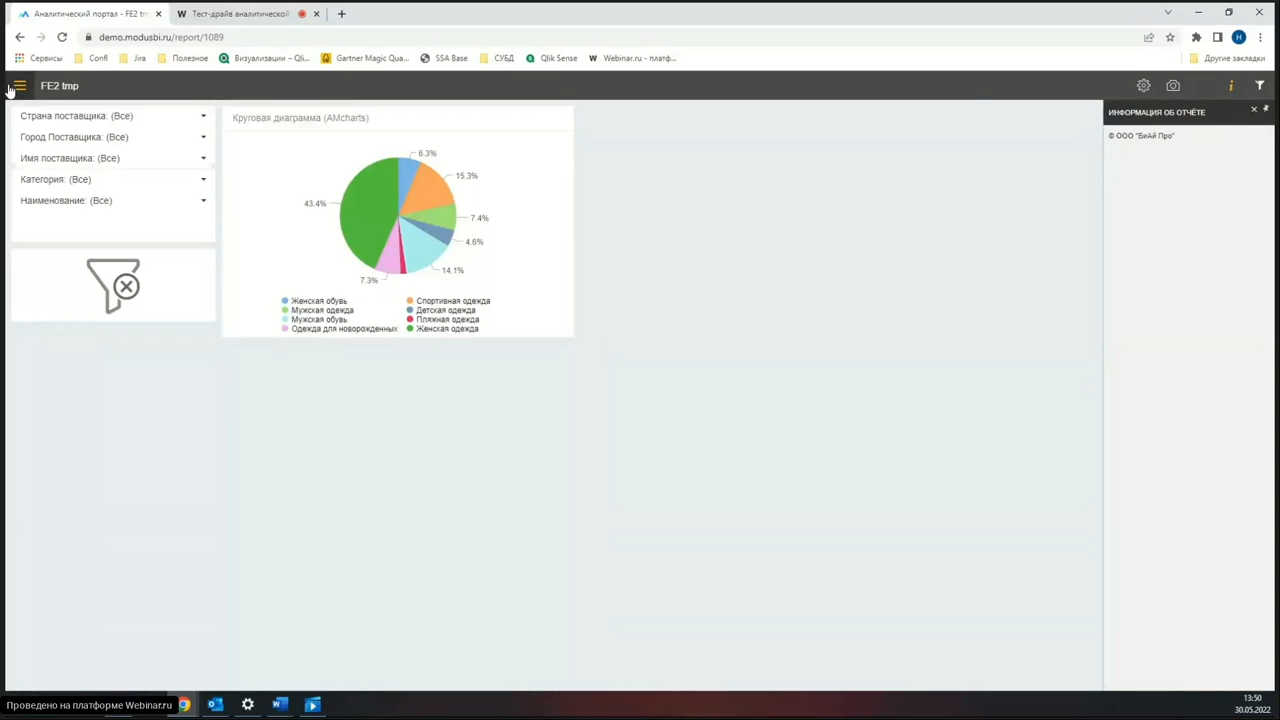 Аналитический портал - FE2 tm
Тест-драйв аналитической
demo.modusbi.ru/report/1089
Н
Сервисы
Confl
Jira
Полезное
Визуализации – Qli...
Gartner Magic Qua...
SSA Base
СУБД
Qlik Sense
Webinar.ru - платф...
Другие закладки
FE2 tmp
Страна поставщика: (Все)
Город Поставщика: (Все)
Имя поставщика: (Все)
Категория: (Все)
Наименование: (Все)
Круговая диаграмма (AMcharts)
6.3%
15.3%
43.4%
7.4%
4.6%
14.1%
7.3%
Женская обувь
Спортивная одежда
Мужская одежда
Детская одежда
Мужская обувь
Пляжная одежда
Одежда для новорожденных
Женская одежда
ИНФОРМАЦИЯ ОБ ОТЧЁТЕ
© ООО "БиАй Про"
Проведено на платформе Webinar.ru
13:50
30.05.2022